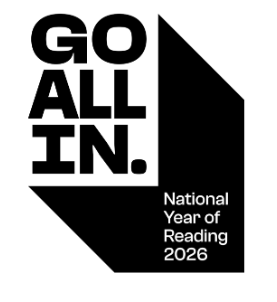 GO
ALL
IN.
National
Year of
Reading
2026